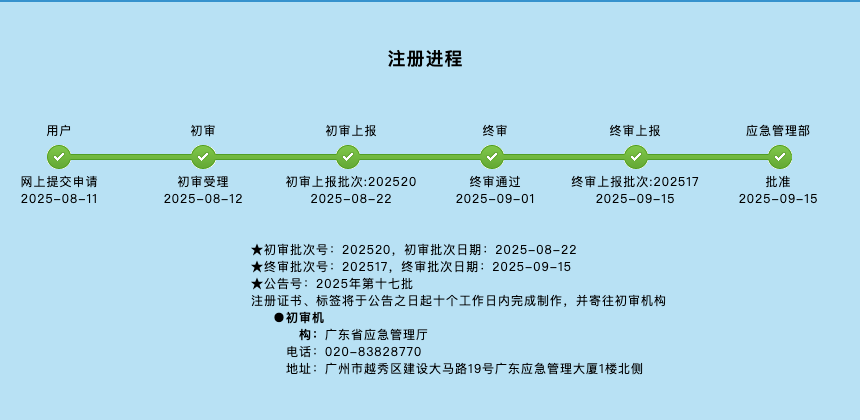 注册进程
用户 初审 初审上报 终审 终审上报 应急管理部
网上提交申请 初审受理 初审上报批次:202520 终审通过 终审上报批次:202517 批准
2025-08-11 2025-08-12 2025-08-22 2025-09-01 2025-09-15 2025-09-15
★初审批次号：202520，初审批次日期：2025-08-22
★终审批次号：202517，终审批次日期：2025-09-15
★公告号：2025年第十七批
注册证书、标签将于公告之日起十个工作日内完成制作，并寄往初审机构
●初审机
构：广东省应急管理厅
电话：020-83828770
地址：广州市越秀区建设大马路19号广东应急管理大厦1楼北侧